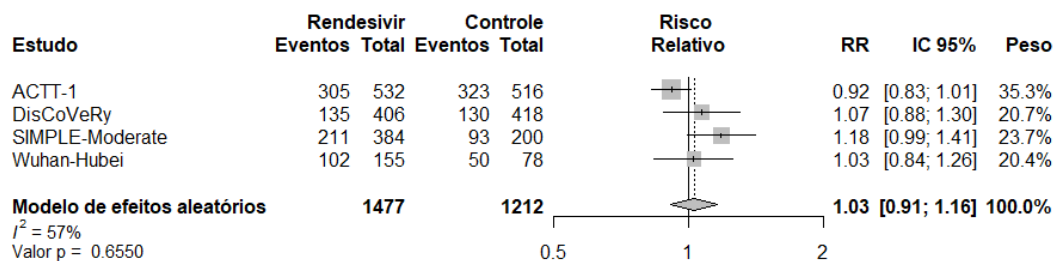 Rendesivir Controle Risco
Estudo Eventos Total Eventos Total Relativo RR IC 95% Peso
ACTT-1 305 532 323 516 0.92 [0.83; 1.01] 35.3%
DisCoVeRy 135 406 130 418 1.07 [0.88; 1.30] 20.7%
SIMPLE-Moderate 211 384 93 200 1.18 [0.99; 1.41] 23.7%
Wuhan-Hubei 102 155 50 78 1.03 [0.84; 1.26] 20.4%
Modelo de efeitos aleatórios 1477 1212 1.03 [0.91; 1.16] 100.0%
I² = 57%
Valor p = 0.6550 0.5 1 2